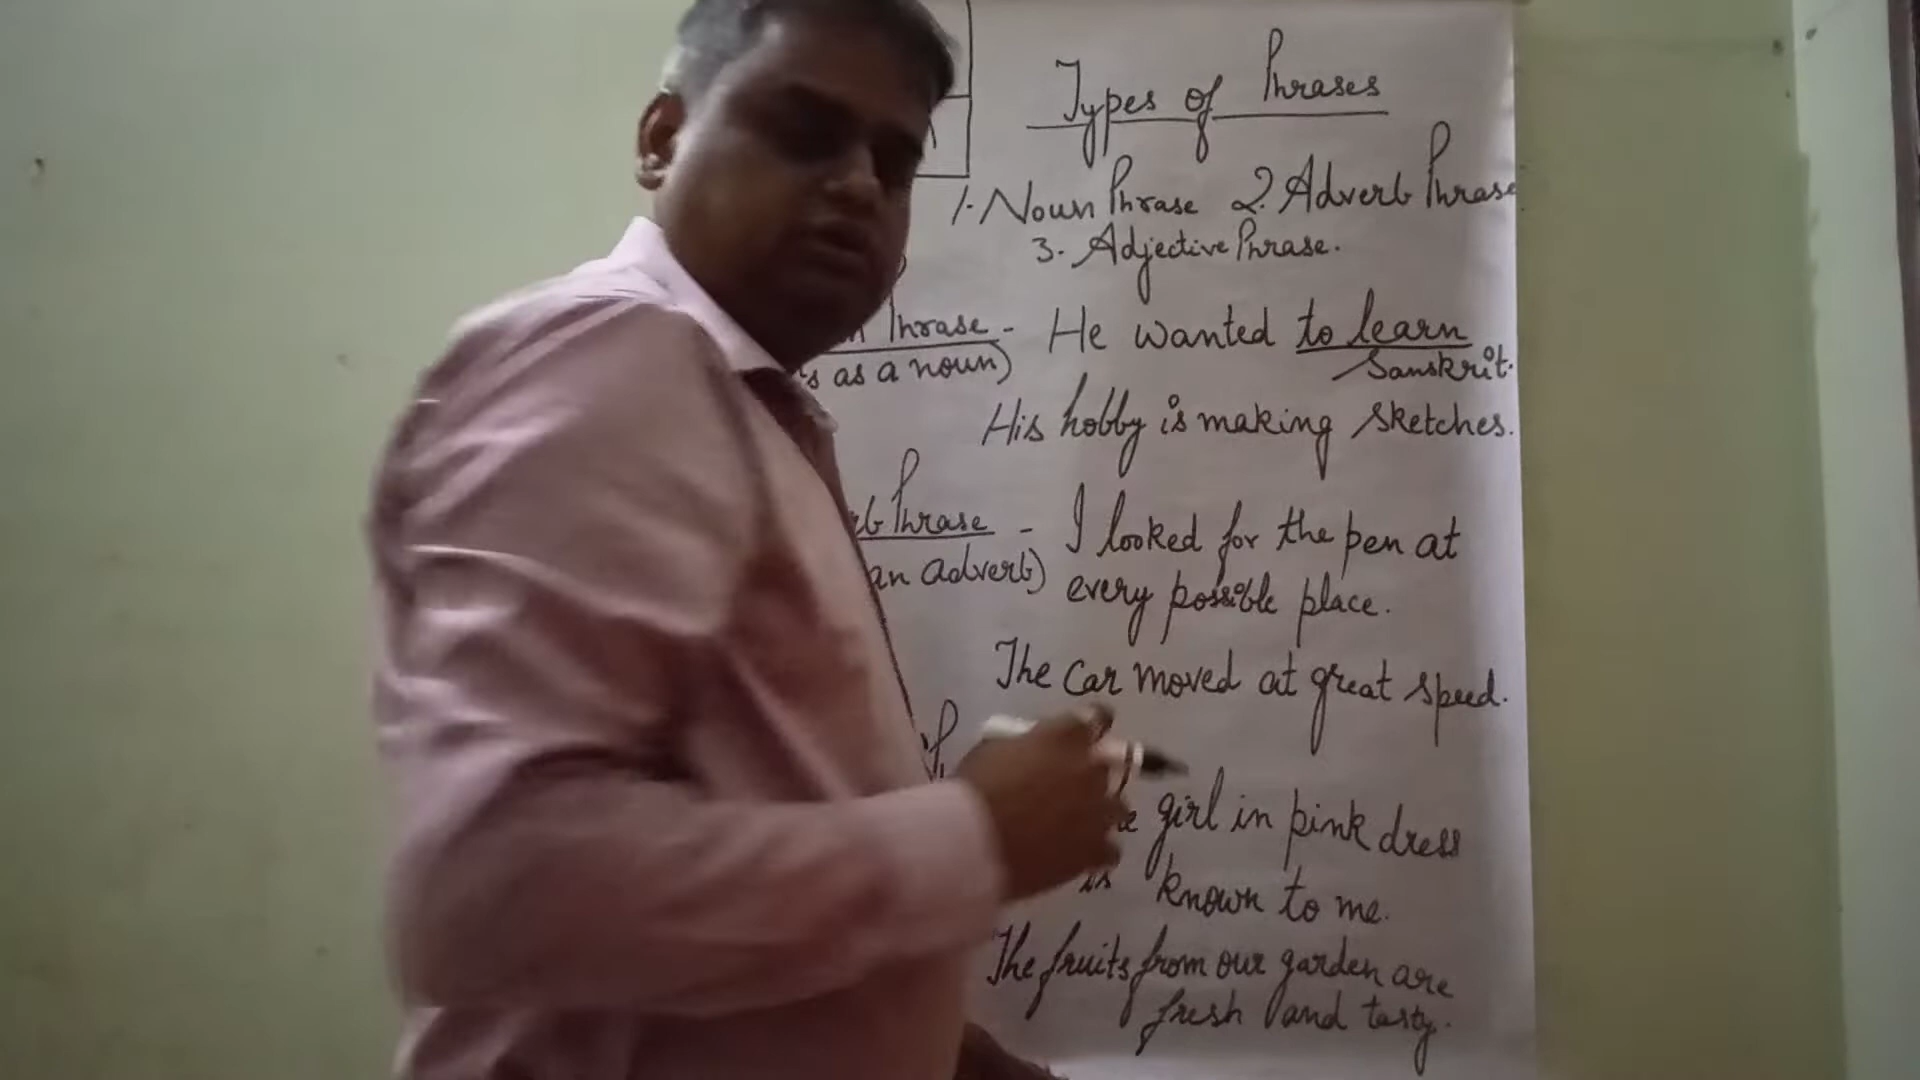 Types of Phrases
1. Noun Phrase 2. Adverb Phrase
3. Adjective Phrase.
Phrase - He wanted to learn
as a noun) Sanskrit.
His hobby is making sketches.
Phrase - I looked for the pen at
an adverb) every possible place.
The car moved at great speed.
girl in pink dress
is known to me.
The fruits from our garden are
fresh and tasty.